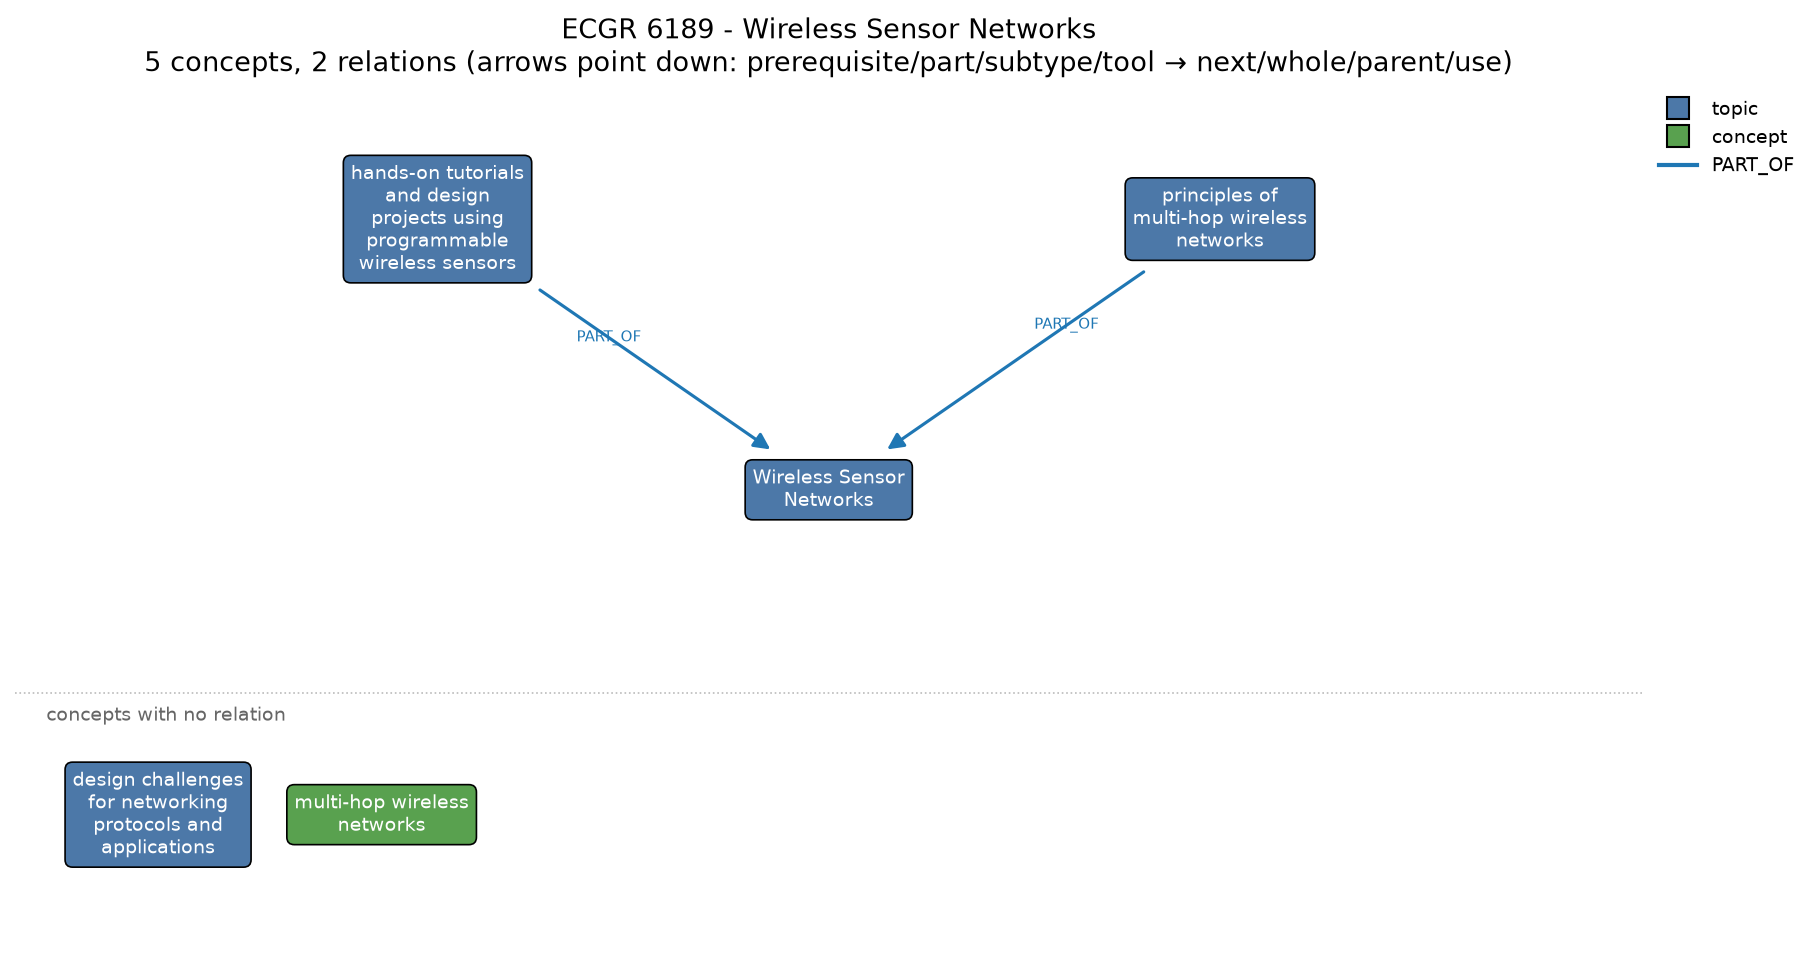 ECGR 6189 - Wireless Sensor Networks
5 concepts, 2 relations (arrows point down: prerequisite/part/subtype/tool → next/whole/parent/use)
topic
concept
PART_OF
hands-on tutorials
and design
projects using
programmable
wireless sensors
principles of
multi-hop wireless
networks
PART_OF
PART_OF
Wireless Sensor
Networks
concepts with no relation
design challenges
for networking
protocols and
applications
multi-hop wireless
networks